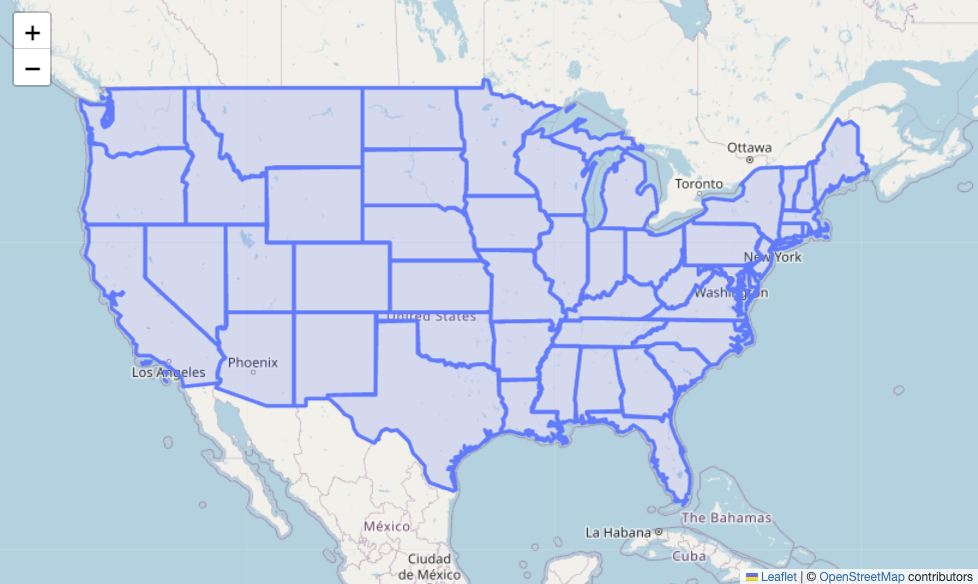 +
−
Ottawa
Toronto
New York
Washington
United States
Phoenix
Los Angeles
The Bahamas
La Habana
México
Cuba
Ciudad
de México
Leaflet | © OpenStreetMap contributors